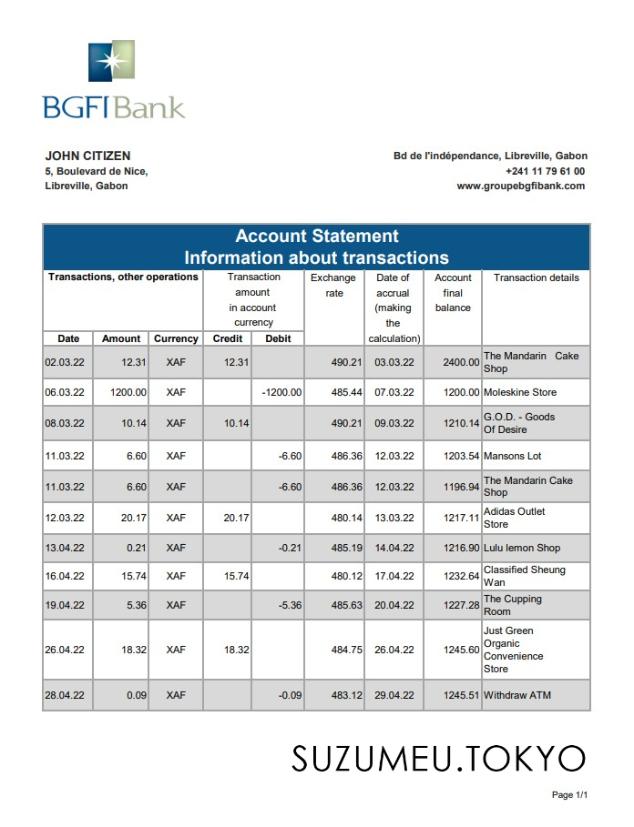 BGFIBank
JOHN CITIZEN
5, Boulevard de Nice,
Libreville, Gabon
Bd de l'indépendance, Libreville, Gabon
+241 11 79 61 00
www.groupebgfibank.com
Account Statement
Information about transactions
Transactions, other operations
Transaction
amount
in account
currency
Exchange
rate
Date of
accrual
(making
the
calculation)
Account
final
balance
Transaction details
Date Amount Currency Credit Debit
02.03.22 12.31 XAF 12.31 490.21 03.03.22 2400.00 The Mandarin Cake
Shop
06.03.22 1200.00 XAF -1200.00 485.44 07.03.22 1200.00 Moleskine Store
08.03.22 10.14 XAF 10.14 490.21 09.03.22 1210.14 G.O.D. - Goods
Of Desire
11.03.22 6.60 XAF -6.60 486.36 12.03.22 1203.54 Mansons Lot
11.03.22 6.60 XAF -6.60 486.36 12.03.22 1196.94 The Mandarin Cake
Shop
12.03.22 20.17 XAF 20.17 480.14 13.03.22 1217.11 Adidas Outlet
Store
13.04.22 0.21 XAF -0.21 485.19 14.04.22 1216.90 Lulu lemon Shop
16.04.22 15.74 XAF 15.74 480.12 17.04.22 1232.64 Classified Sheung
Wan
19.04.22 5.36 XAF -5.36 485.63 20.04.22 1227.28 The Cupping
Room
26.04.22 18.32 XAF 18.32 484.75 26.04.22 1245.60 Just Green
Organic
Convenience
Store
28.04.22 0.09 XAF -0.09 483.12 29.04.22 1245.51 Withdraw ATM
SUZUMEU.TOKYO
Page 1/1